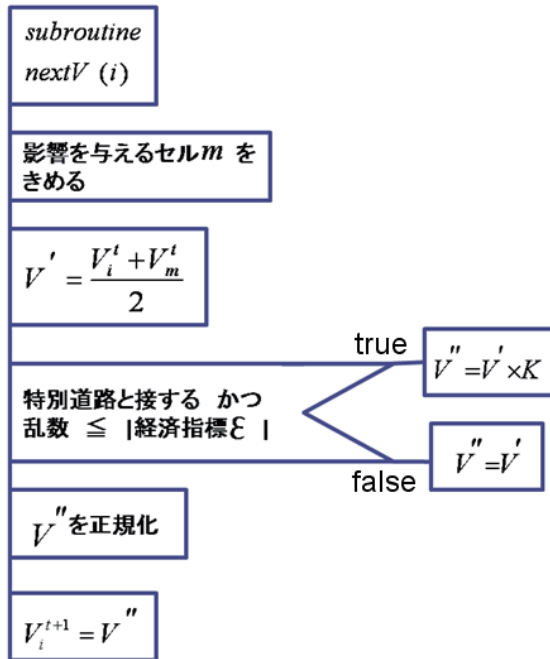 subroutine
nextV (i)
影響を与えるセルm を
きめる
V' = \frac{V_i^t + V_m^t}{2}
true
V''=V'×K
特別道路と接する かつ
乱数 ≦ |経済指標ε |
V''=V'
false
V''を正規化
V_i^{t+1} = V''